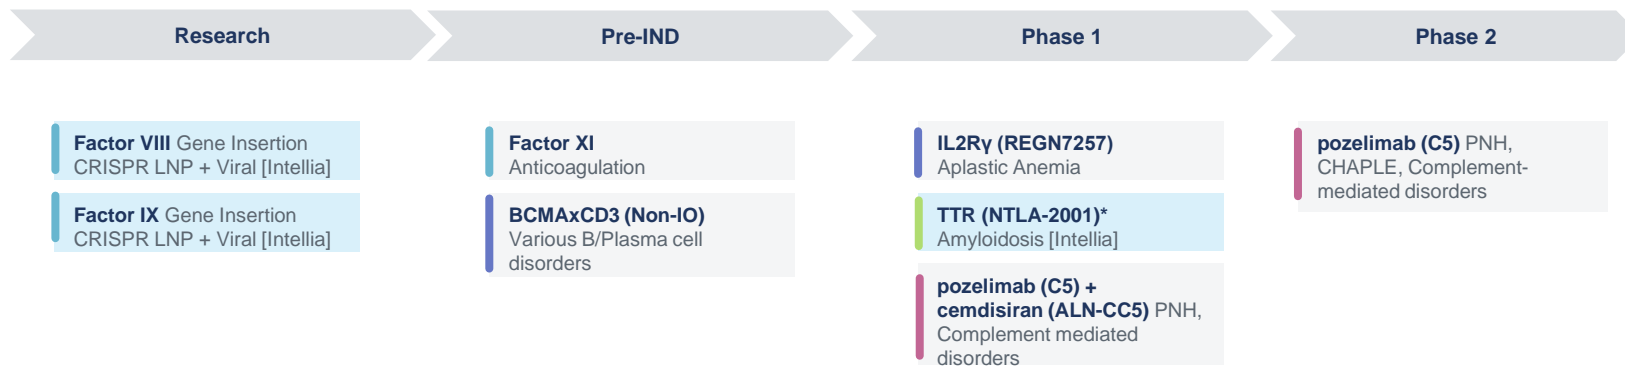 Research
Pre-IND
Phase 1
Phase 2
Factor VIII Gene Insertion
CRISPR LNP + Viral [Intellia]
Factor IX Gene Insertion
CRISPR LNP + Viral [Intellia]
Factor XI
Anticoagulation
BCMAxCD3 (Non-IO)
Various B/Plasma cell
disorders
IL2Rγ (REGN7257)
Aplastic Anemia
TTR (NTLA-2001)*
Amyloidosis [Intellia]
pozelimab (C5) +
cemdisiran (ALN-CC5) PNH,
Complement mediated
disorders
pozelimab (C5) PNH,
CHAPLE, Complement-
mediated disorders